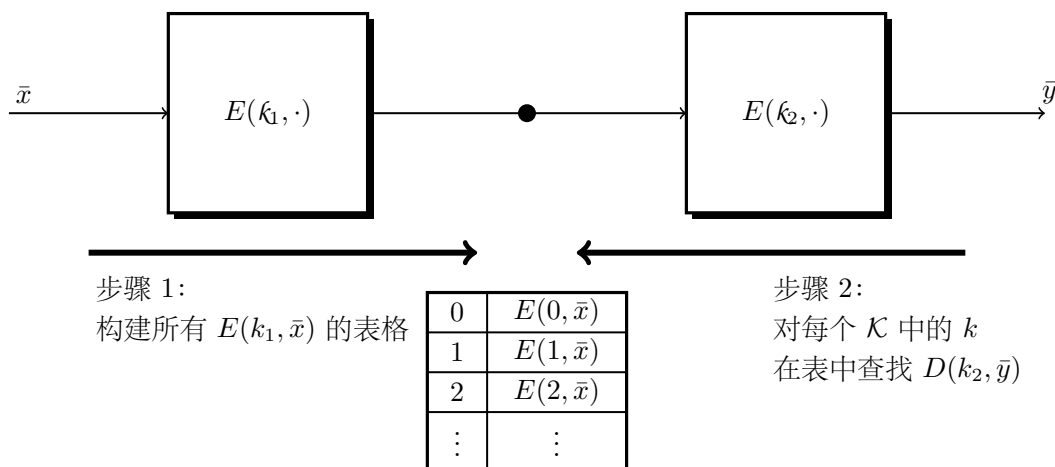 x̄
E(k₁, ·)
E(k₂, ·)
ȳ
步骤 1:
构建所有 E(k₁, x̄) 的表格
0 E(0, x̄)
1 E(1, x̄)
2 E(2, x̄)
⋮ ⋮
步骤 2:
对每个 𝒦 中的 k
在表中查找 D(k₂, ȳ)